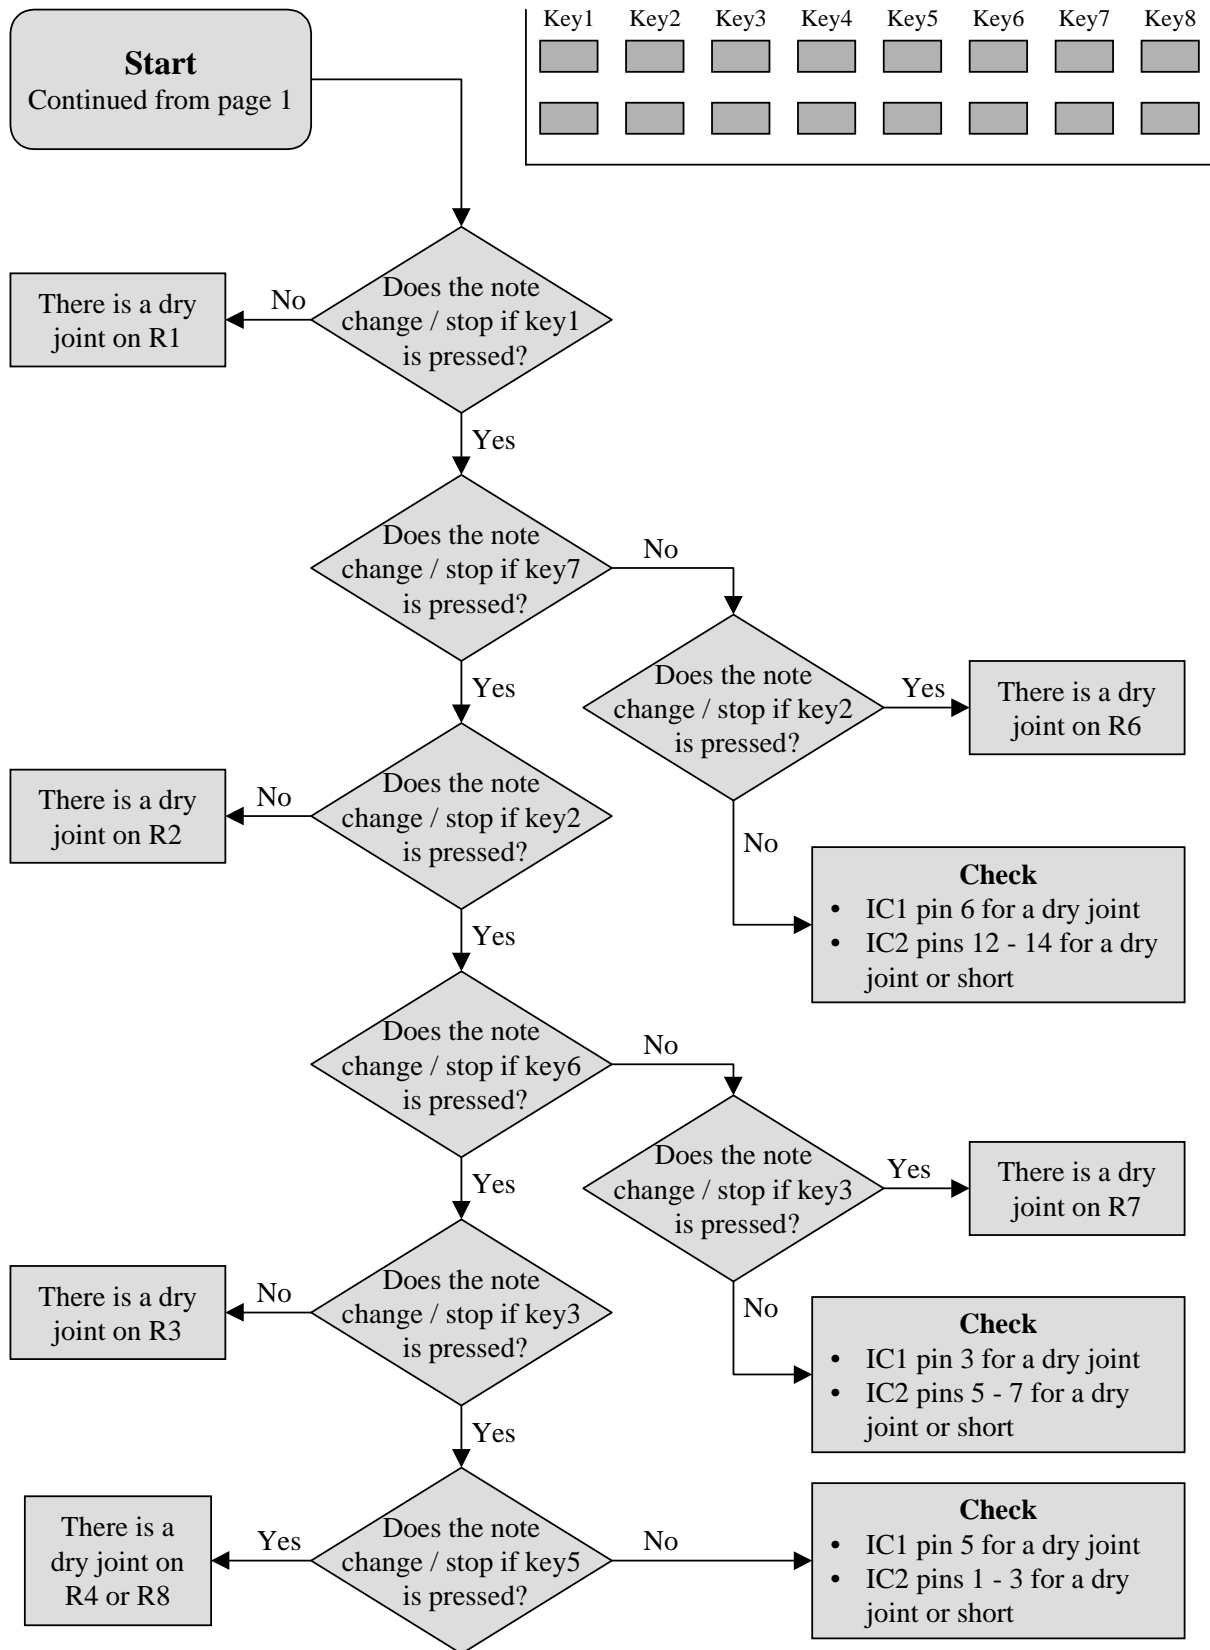 Start
Continued from page 1
Key1 Key2 Key3 Key4 Key5 Key6 Key7 Key8
Does the note
change / stop if key1
is pressed?
No
There is a dry
joint on R1
Yes
Does the note
change / stop if key7
is pressed?
No
Does the note
change / stop if key2
is pressed?
Yes
There is a dry
joint on R6
No
Check
• IC1 pin 6 for a dry joint
• IC2 pins 12 - 14 for a dry
joint or short
Yes
Does the note
change / stop if key2
is pressed?
No
There is a dry
joint on R2
Yes
Does the note
change / stop if key6
is pressed?
No
Does the note
change / stop if key3
is pressed?
Yes
There is a dry
joint on R7
No
Check
• IC1 pin 3 for a dry joint
• IC2 pins 5 - 7 for a dry
joint or short
Yes
Does the note
change / stop if key3
is pressed?
No
There is a dry
joint on R3
Yes
Does the note
change / stop if key5
is pressed?
Yes
There is a
dry joint on
R4 or R8
No
Check
• IC1 pin 5 for a dry joint
• IC2 pins 1 - 3 for a dry
joint or short